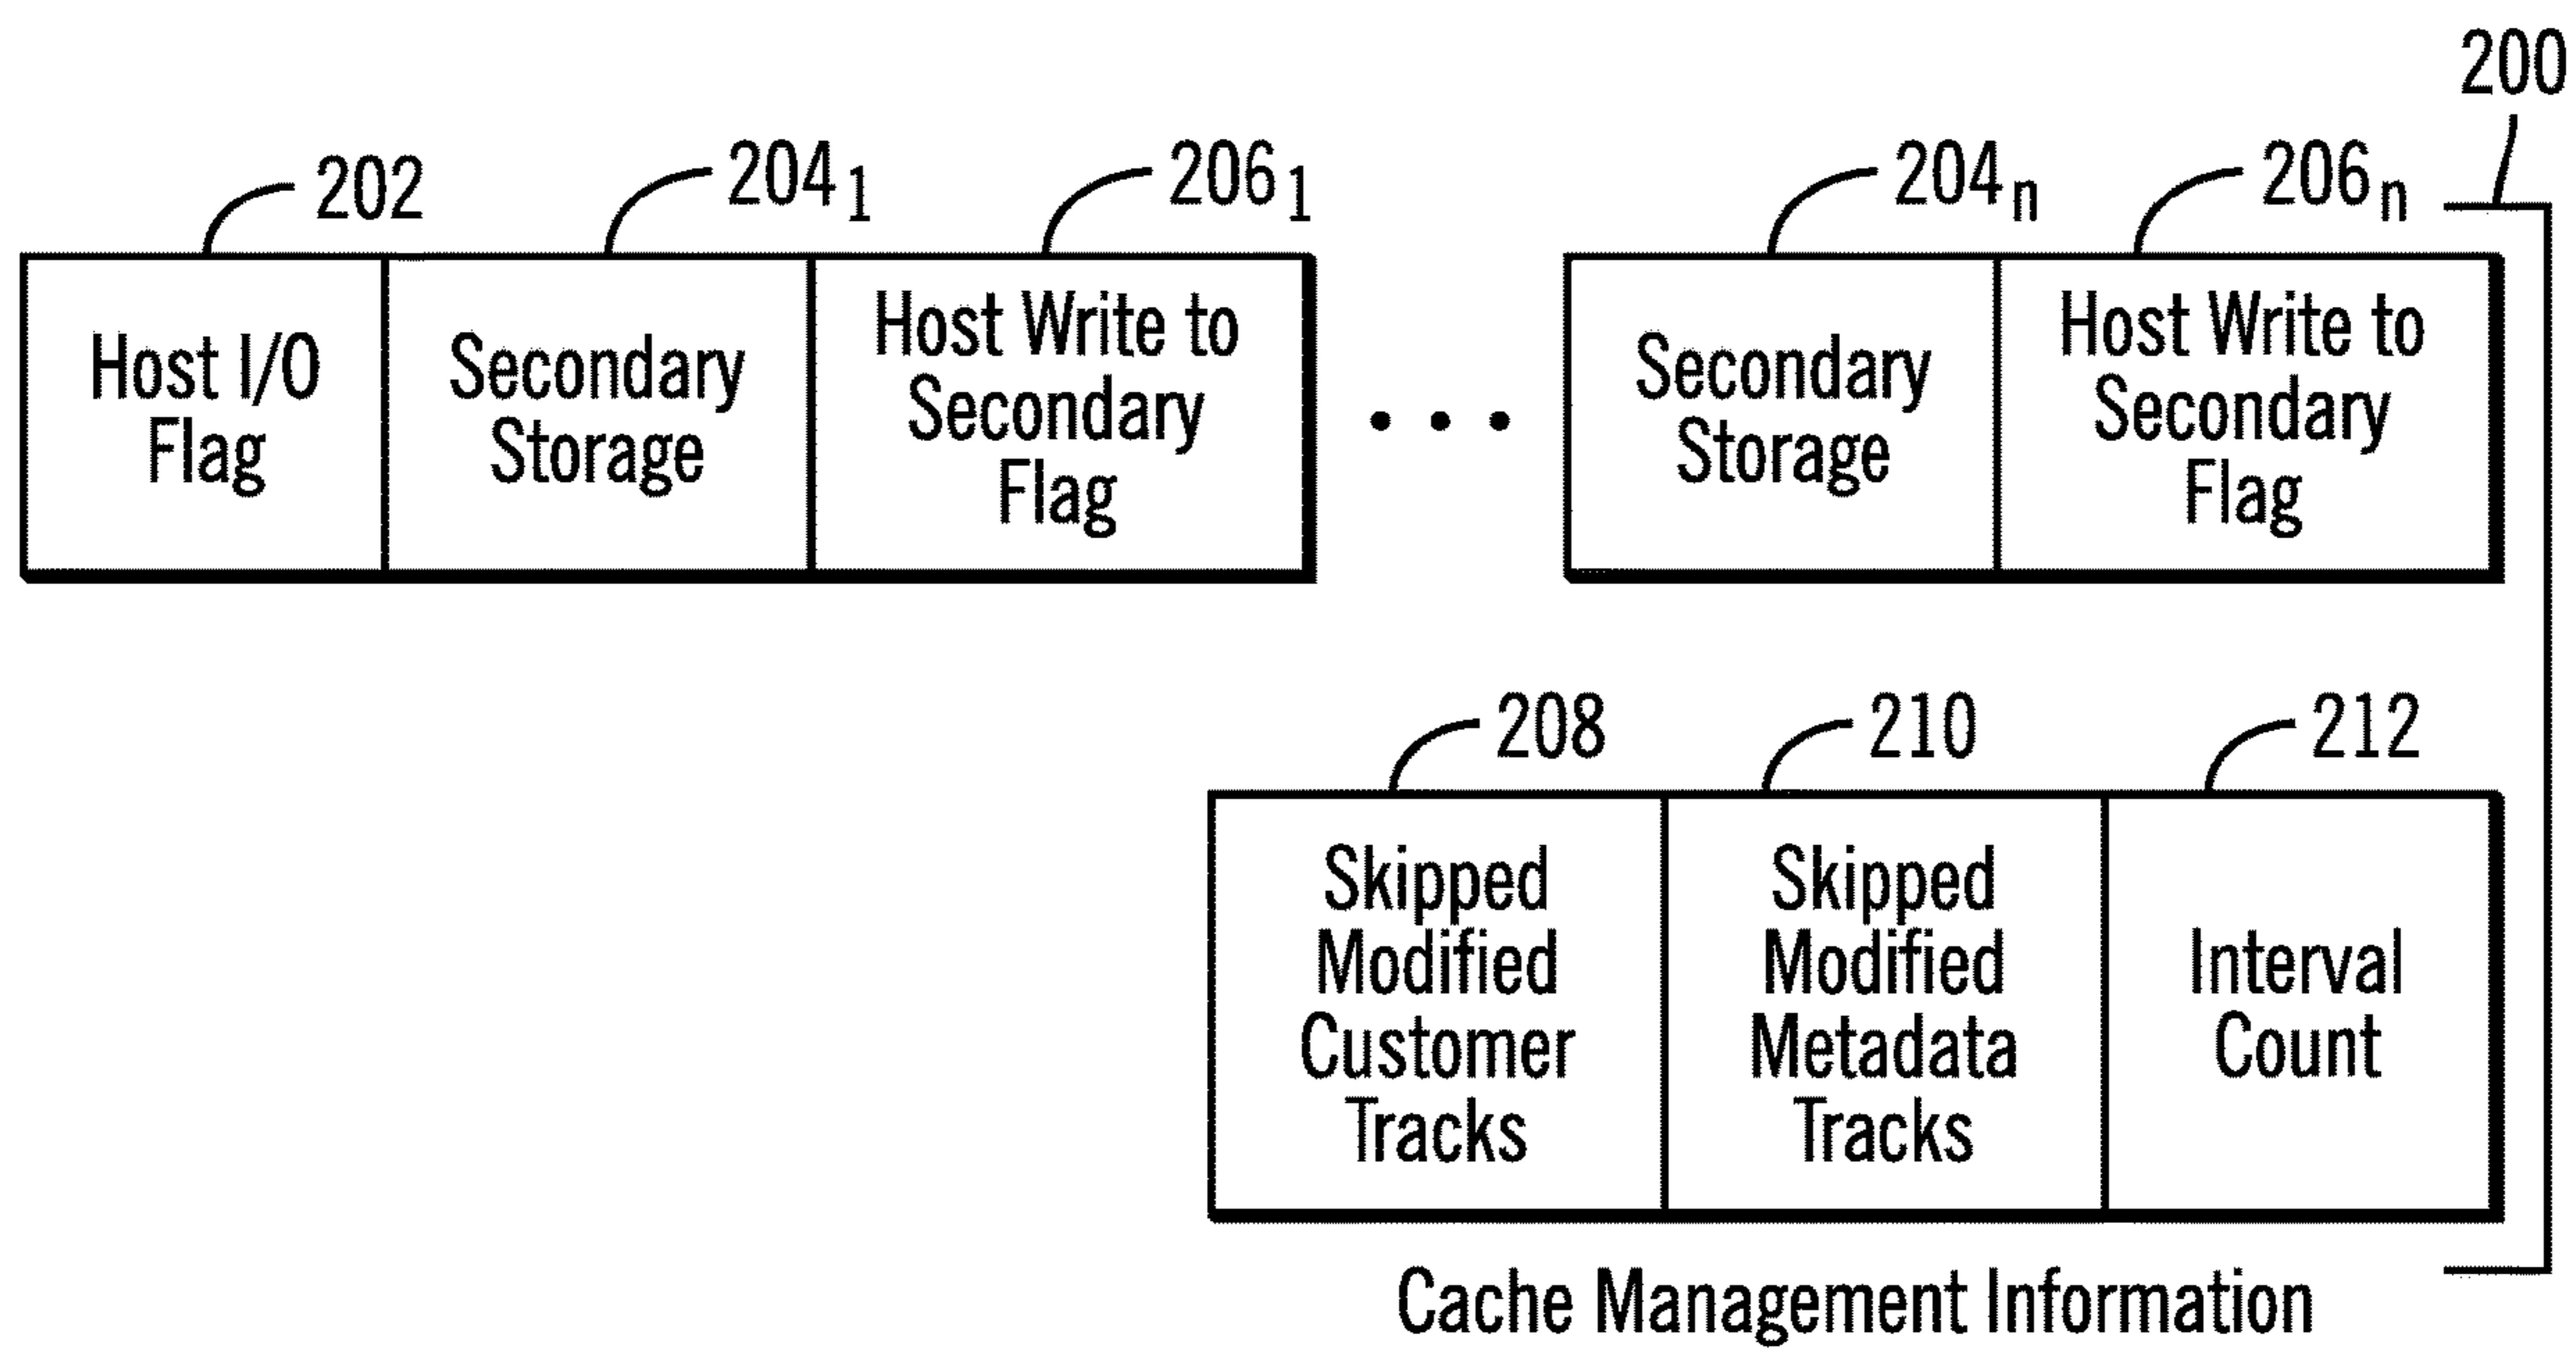 200
202
204₁
206₁
204ₙ
206ₙ
Host I/O
Flag
Secondary
Storage
Host Write to
Secondary
Flag
• • •
Secondary
Storage
Host Write to
Secondary
Flag
208
210
212
Skipped
Modified
Customer
Tracks
Skipped
Modified
Metadata
Tracks
Interval
Count
Cache Management Information